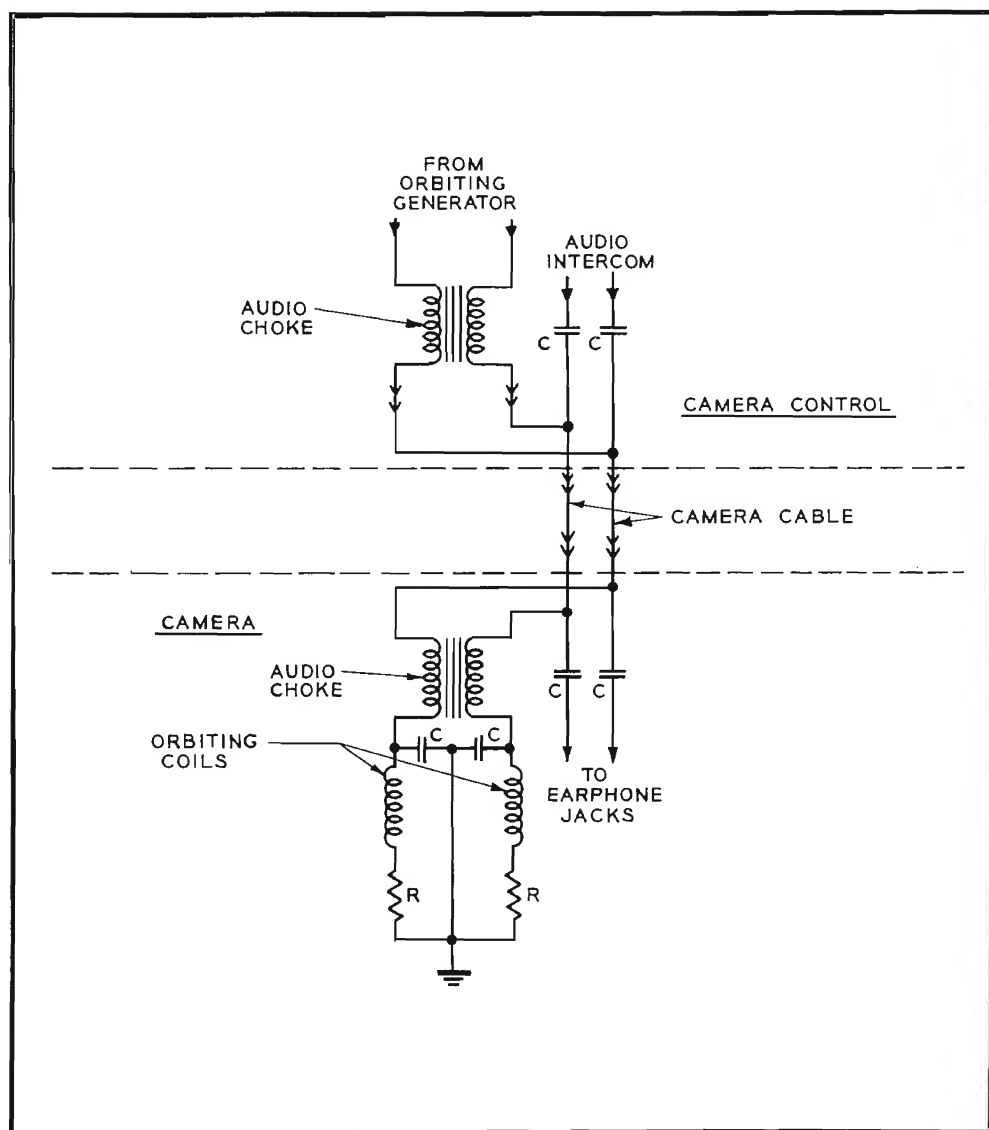 FROM
ORBITING
GENERATOR
AUDIO
INTERCOM
AUDIO
CHOKE
C
C
CAMERA CONTROL
CAMERA CABLE
CAMERA
AUDIO
CHOKE
C
C
C
C
ORBITING
COILS
TO
EARPHONE
JACKS
R
R